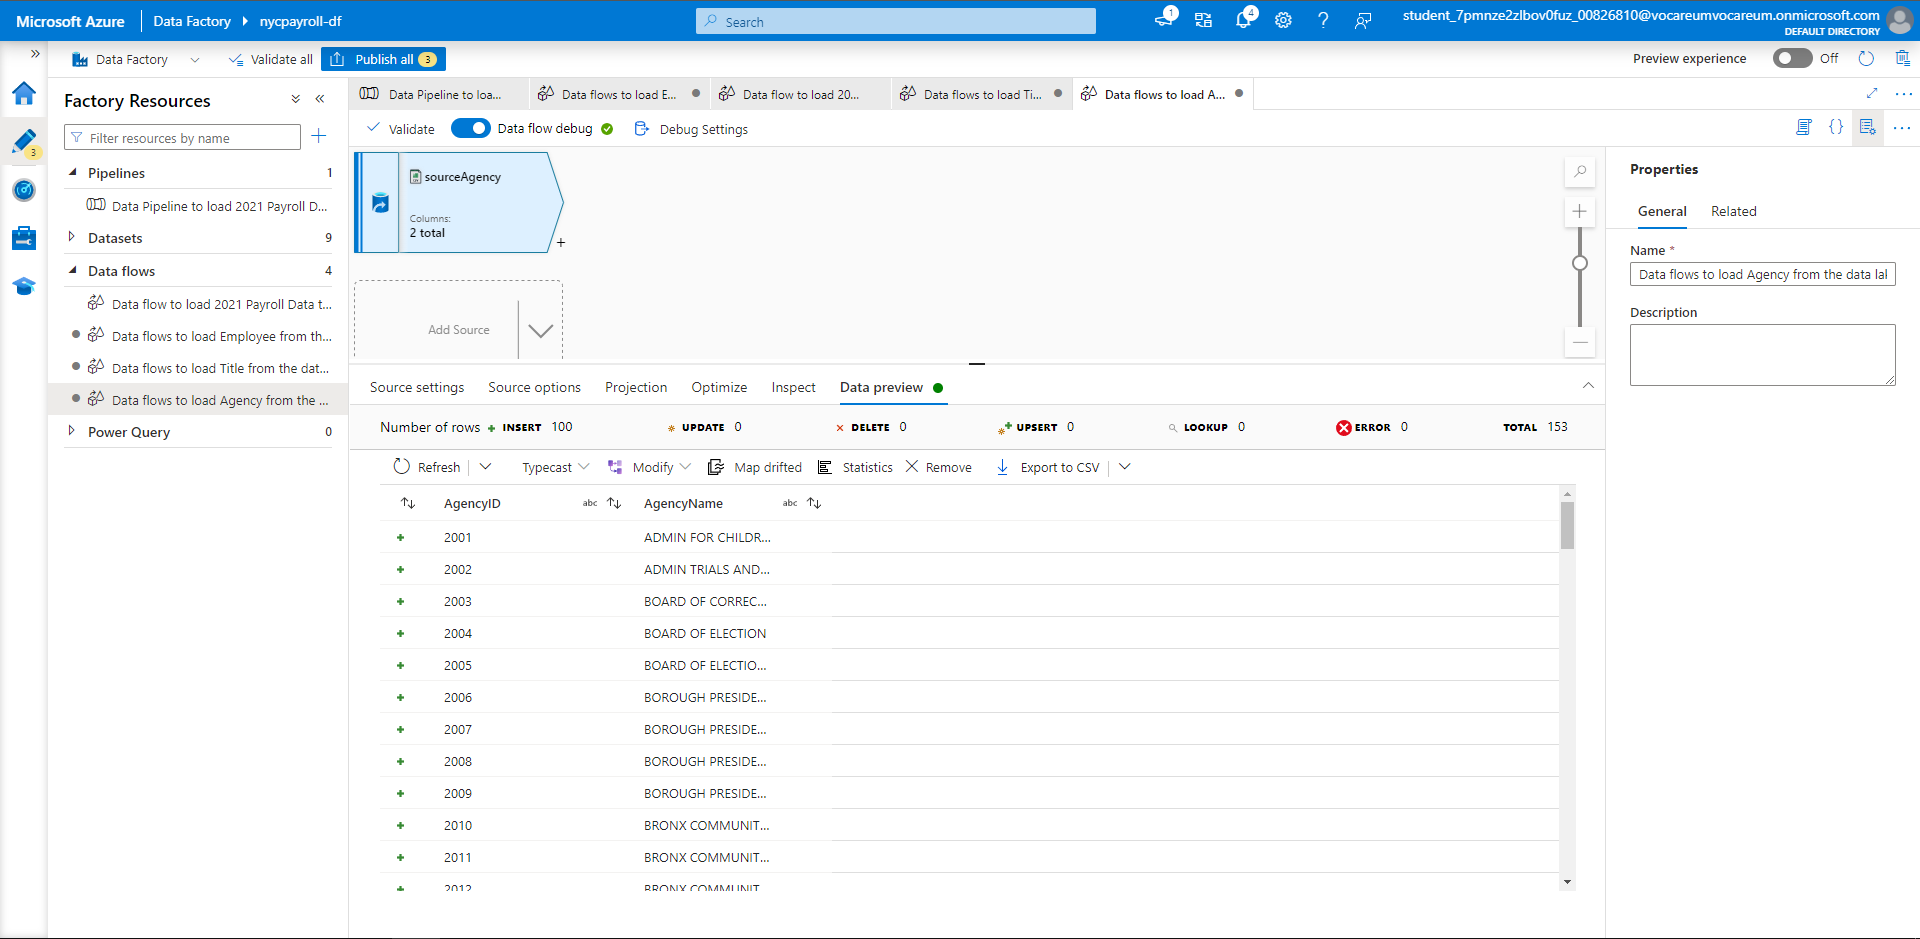 Microsoft Azure Data Factory nycpayroll-df Search 1 4 ? student_7pmnze2zlbov0fuz_00826810@vocareumvocareum.onmicrosoft.com
DEFAULT DIRECTORY
Data Factory Validate all Publish all 3 Preview experience Off
Factory Resources
Filter resources by name
3
Pipelines 1
Data Pipeline to load 2021 Payroll D...
Datasets 9
Data flows 4
Data flow to load 2021 Payroll Data t...
Data flows to load Employee from th...
Data flows to load Title from the dat...
Data flows to load Agency from the ...
Power Query 0
Data Pipeline to loa... Data flows to load E... Data flow to load 20... Data flows to load Ti... Data flows to load A...
Validate Data flow debug Debug Settings
sourceAgency
Columns:
2 total
+
Add Source
Source settings Source options Projection Optimize Inspect Data preview
Number of rows INSERT 100 UPDATE 0 DELETE 0 UPSERT 0 LOOKUP 0 ERROR 0 TOTAL 153
Refresh Typecast Modify Map drifted Statistics Remove Export to CSV
AgencyID abc AgencyName abc
2001 ADMIN FOR CHILDR...
2002 ADMIN TRIALS AND...
2003 BOARD OF CORREC...
2004 BOARD OF ELECTION
2005 BOARD OF ELECTIO...
2006 BOROUGH PRESIDE...
2007 BOROUGH PRESIDE...
2008 BOROUGH PRESIDE...
2009 BOROUGH PRESIDE...
2010 BRONX COMMUNIT...
2011 BRONX COMMUNIT...
2012 BRONX COMMUNIT
Properties
General Related
Name *
Data flows to load Agency from the data lal
Description